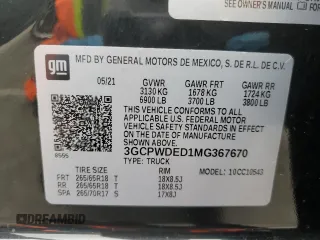 SEE OWNER'S MANUAL FOR
gm
MFD BY GENERAL MOTORS DE MEXICO, S. DE R.L. DE C.V.
05/21 GVWR GAWR FRT GAWR RR
3130 KG 1678 KG 1724 KG
6900 LB 3700 LB 3800 LB
THIS VEHICLE CONFORMS TO ALL APPLICABLE
U.S. FEDERAL MOTOR VEHICLE SAFETY
STANDARDS IN EFFECT ON THE DATE OF
MANUFACTURE SHOWN ABOVE.
3GCPWDED1MG367670
TYPE: TRUCK
TIRE SIZE RIM
FRT 265/65R18 T 18X8.5J
RR 265/65R18 T 18X8.5J
SPA 265/70R17 S 17X8J